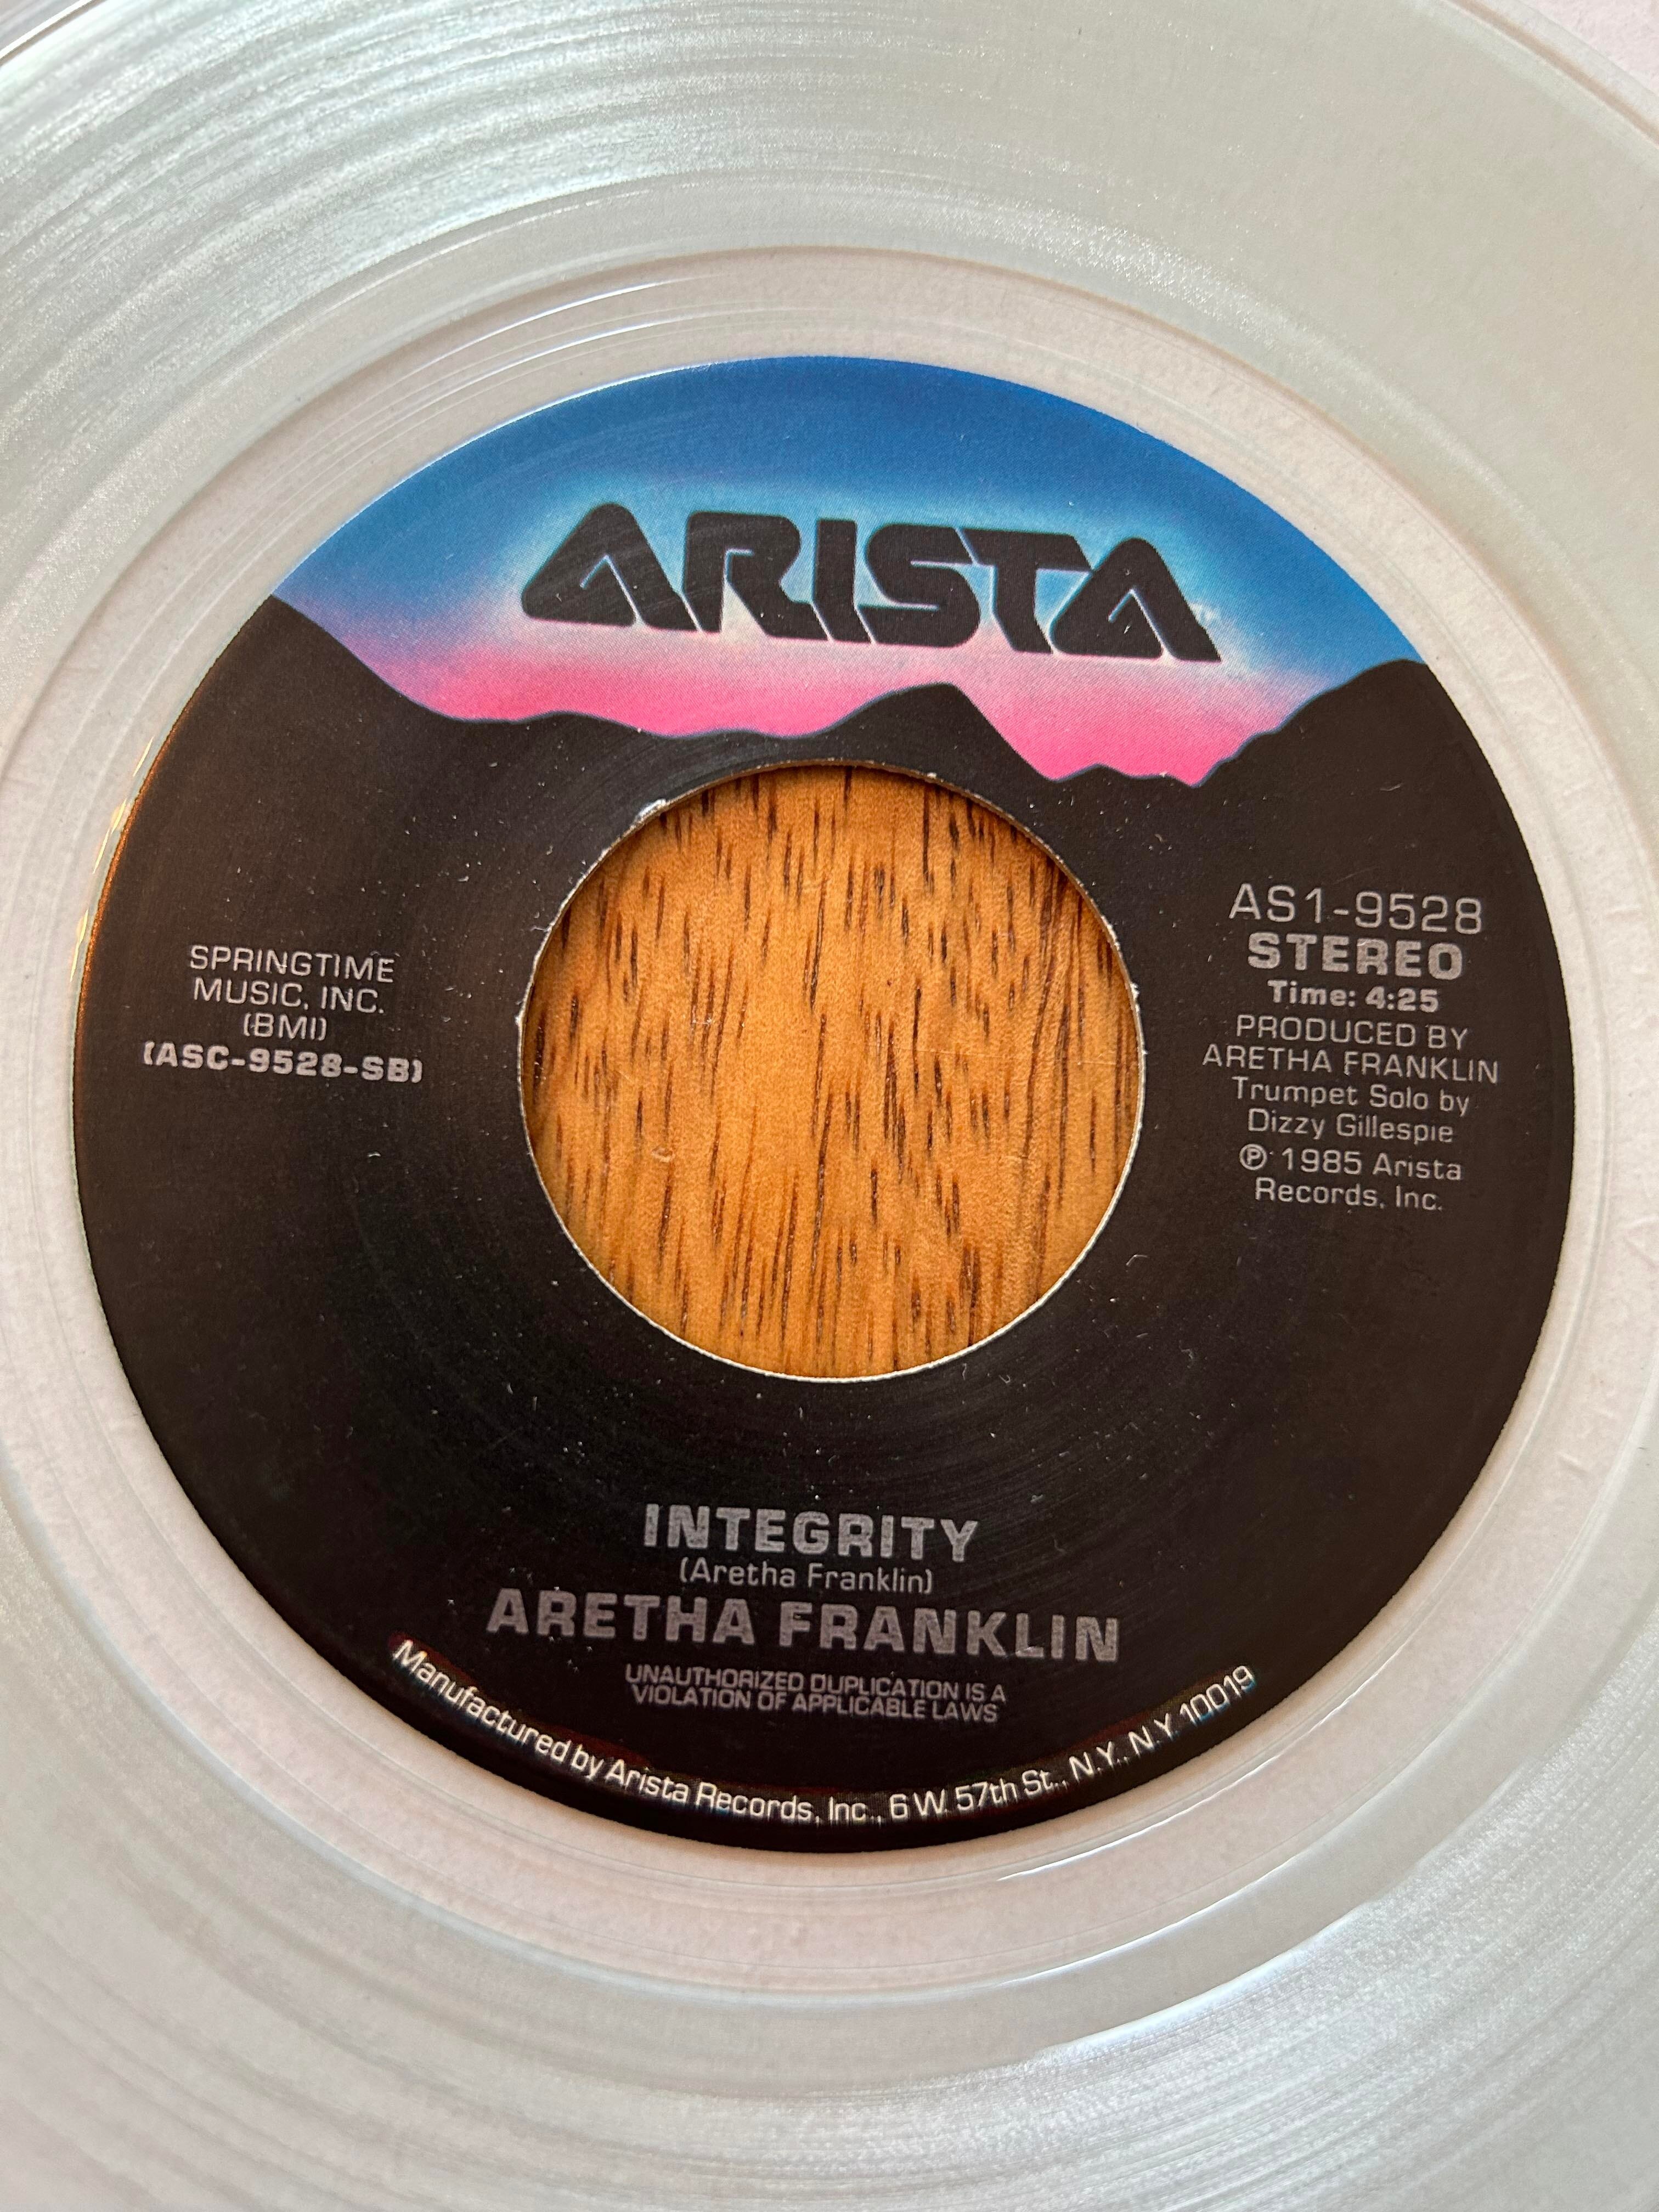 ARISTA
SPRINGTIME
MUSIC, INC.
(BMI)
(ASC-9528-SB)
AS1-9528
STEREO
Time: 4:25
PRODUCED BY
ARETHA FRANKLIN
Trumpet Solo by
Dizzy Gillespie
℗ 1985 Arista
Records, Inc.
INTEGRITY
(Aretha Franklin)
ARETHA FRANKLIN
UNAUTHORIZED DUPLICATION IS A
VIOLATION OF APPLICABLE LAWS
Manufactured by Arista Records, Inc., 6 W. 57th St., N.Y., N.Y. 10019